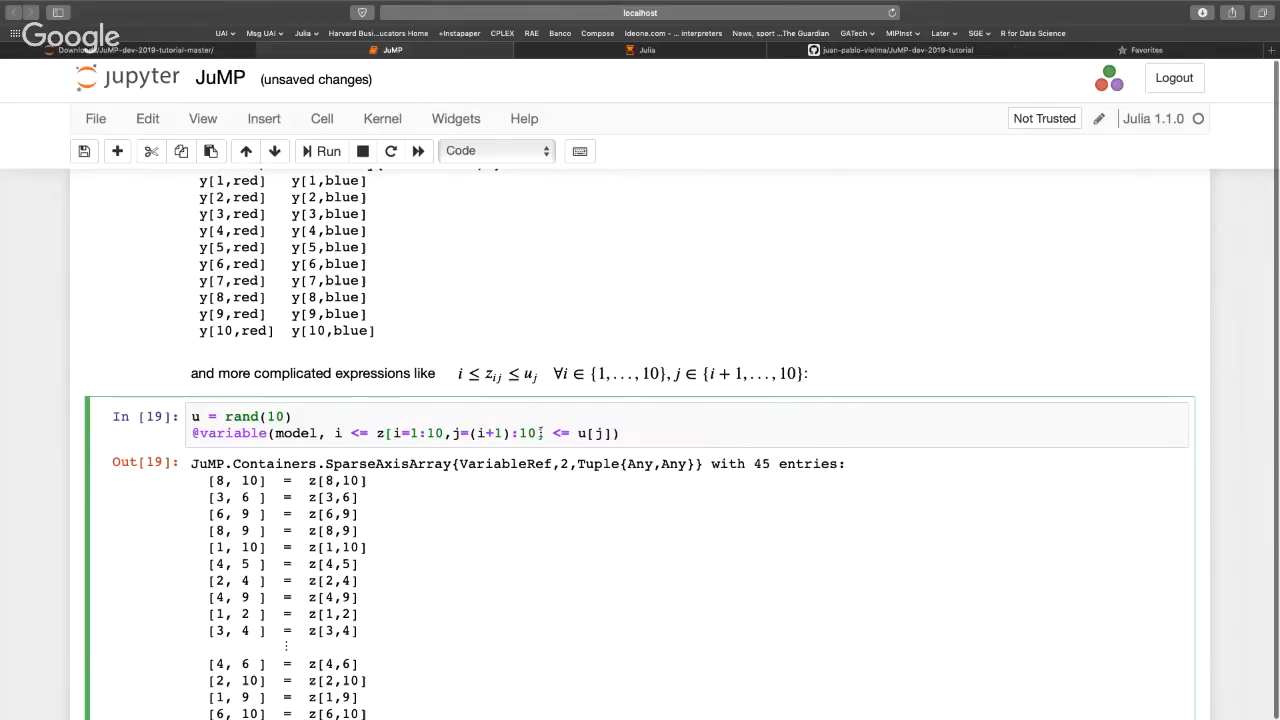 localhost
Google
UAI Msg UAI Julia Harvard Bus...ucators Home +Instapaper CPLEX RAE Banco Compose Ideone.com – ... interpreters News, sport ...The Guardian GATech MIPInst Later SGE R for Data Science
Downloads/JuMP-dev-2019-tutorial-master/ JuMP Julia juan-pablo-vielma/JuMP-dev-2019-tutorial Favorites
jupyter JuMP (unsaved changes) Logout
File Edit View Insert Cell Kernel Widgets Help Not Trusted Julia 1.1.0
Run Code
y[1,red] y[1,blue]
y[2,red] y[2,blue]
y[3,red] y[3,blue]
y[4,red] y[4,blue]
y[5,red] y[5,blue]
y[6,red] y[6,blue]
y[7,red] y[7,blue]
y[8,red] y[8,blue]
y[9,red] y[9,blue]
y[10,red] y[10,blue]
and more complicated expressions like i ≤ z_{ij} ≤ u_j ∀i ∈ {1, …, 10}, j ∈ {i + 1, …, 10}:
In [19]: u = rand(10)
@variable(model, i <= z[i=1:10,j=(i+1):10] <= u[j])
Out[19]: JuMP.Containers.SparseAxisArray{VariableRef,2,Tuple{Any,Any}} with 45 entries:
[8, 10] = z[8,10]
[3, 6 ] = z[3,6]
[6, 9 ] = z[6,9]
[8, 9 ] = z[8,9]
[1, 10] = z[1,10]
[4, 5 ] = z[4,5]
[2, 4 ] = z[2,4]
[4, 9 ] = z[4,9]
[1, 2 ] = z[1,2]
[3, 4 ] = z[3,4]
⋮
[4, 6 ] = z[4,6]
[2, 10] = z[2,10]
[1, 9 ] = z[1,9]
[6, 10] = z[6,10]